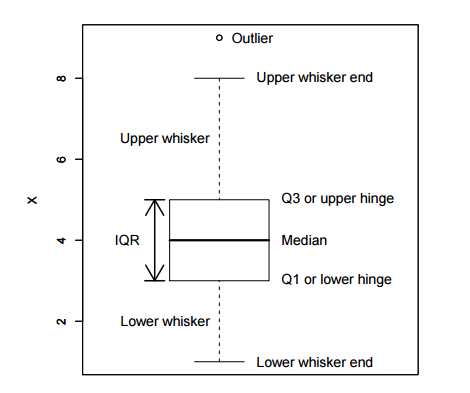 Outlier
8
Upper whisker end
Upper whisker
6
X
Q3 or upper hinge
IQR
4
Median
Q1 or lower hinge
Lower whisker
2
Lower whisker end